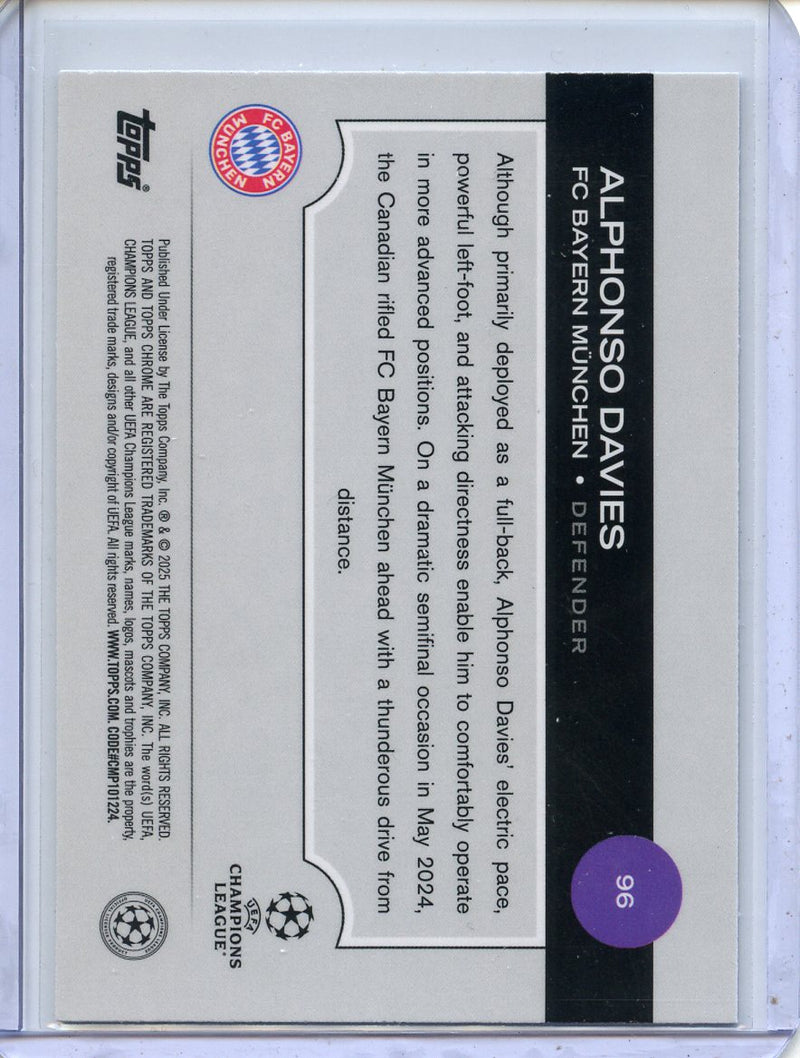 ALPHONSO DAVIES
FC BAYERN MÜNCHEN • DEFENDER
96
Although primarily deployed as a full-back, Alphonso Davies' electric pace,
powerful left-foot, and attacking directness enable him to comfortably operate
in more advanced positions. On a dramatic semifinal occasion in May 2024,
the Canadian rifled FC Bayern München ahead with a thunderous drive from
distance.
FC BAYERN
MÜNCHEN
UEFA
CHAMPIONS
LEAGUE®
topps®
Published Under License by The Topps Company, Inc. ® & © 2025 THE TOPPS COMPANY, INC. ALL RIGHTS RESERVED.
TOPPS AND TOPPS CHROME ARE REGISTERED TRADEMARKS OF THE TOPPS COMPANY, INC. The word(s) UEFA,
CHAMPIONS LEAGUE, and all other UEFA Champions League marks, names, logos, mascots and trophies are the property,
registered trade marks, designs and/or copyright of UEFA. All rights reserved. WWW.TOPPS.COM. CODE#CMP101224.